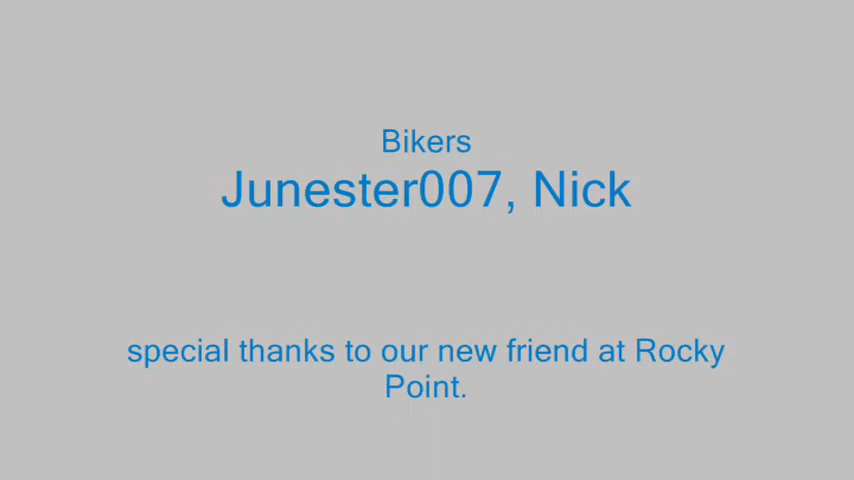 Bikers
Junester007, Nick
special thanks to our new friend at Rocky
Point.